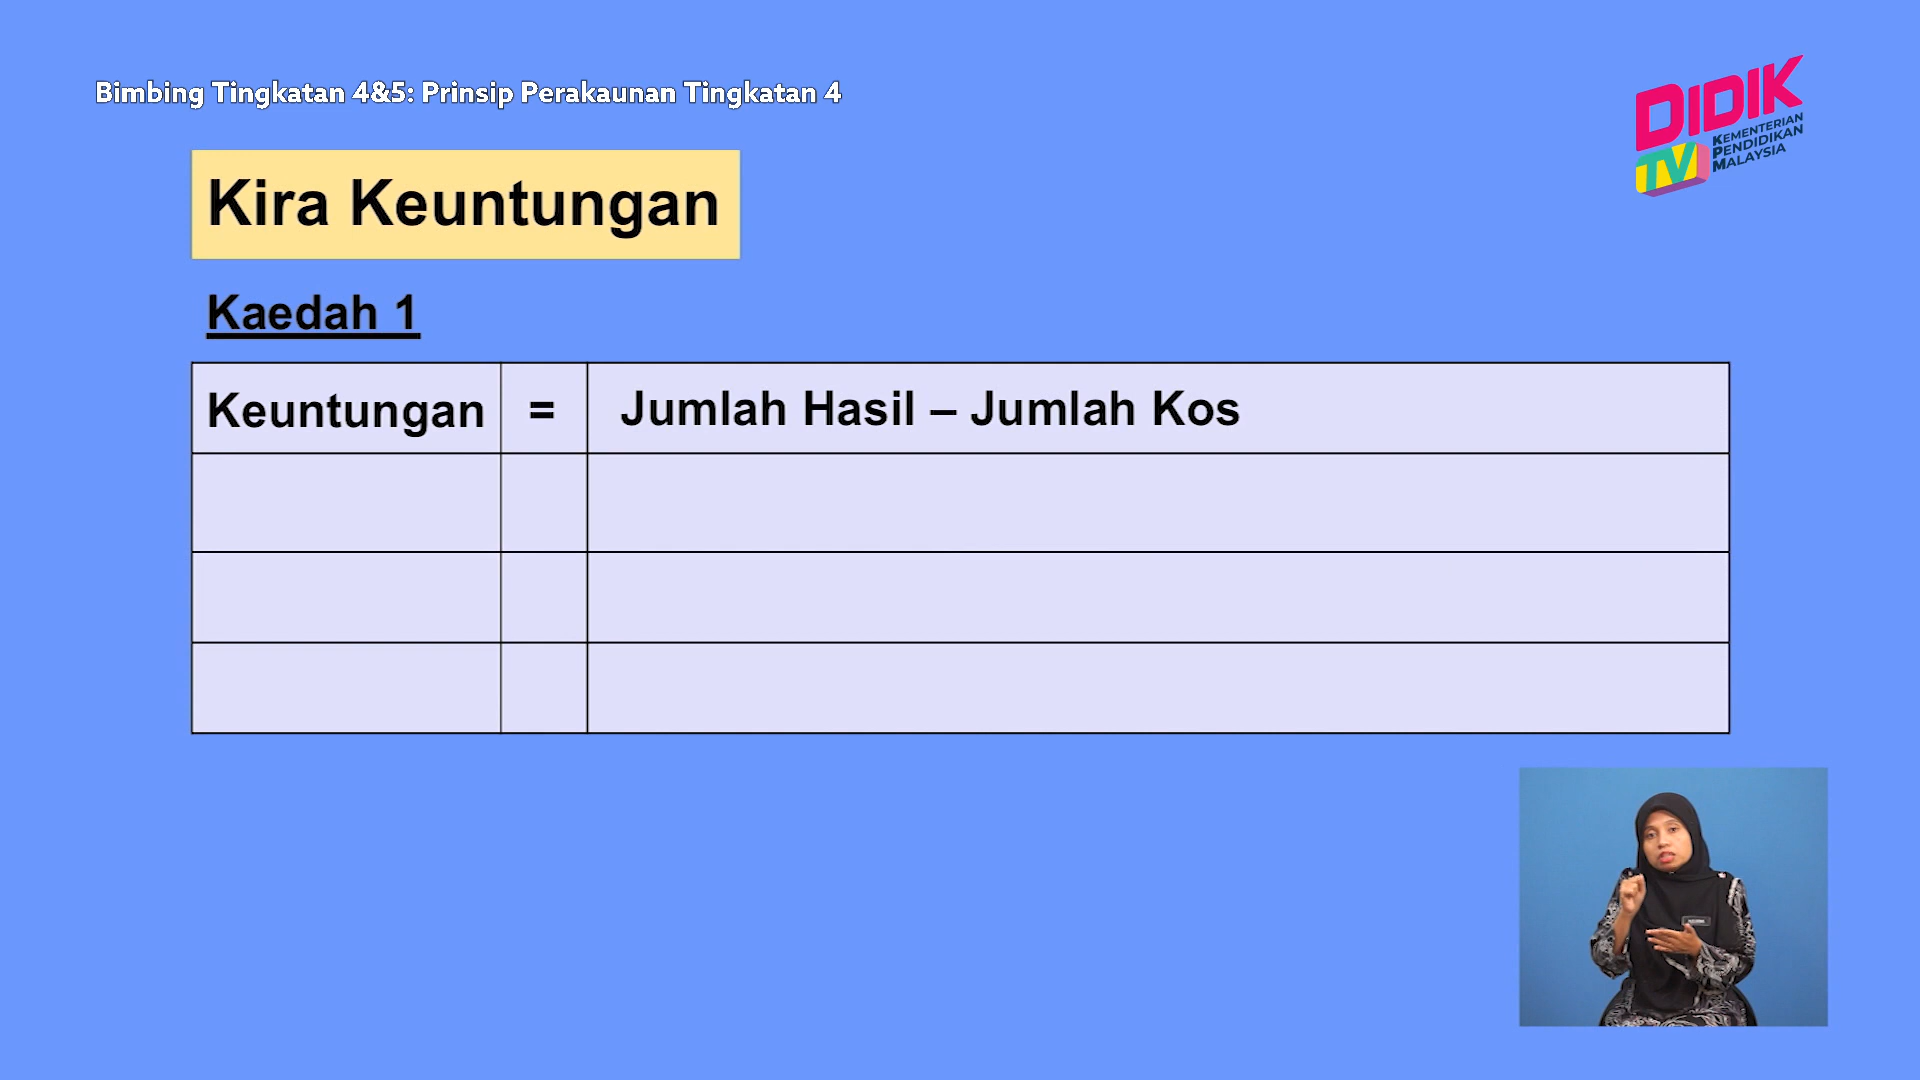 Bimbing Tingkatan 4&5: Prinsip Perakaunan Tingkatan 4
DIDIK
TV
KEMENTERIAN
PENDIDIKAN
MALAYSIA
Kira Keuntungan
Kaedah 1
Keuntungan = Jumlah Hasil – Jumlah Kos